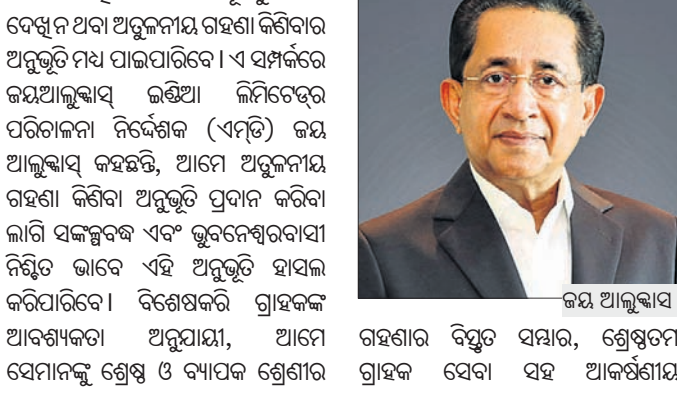 ଦେଖି ନ ଥିବା ଅତୁଳନୀୟ ଗହଣା କିଣିବାର
ଅନୁଭୂତି ମଧ୍ୟ ପାଇପାରିବେ । ଏ ସମ୍ପର୍କରେ
ଜୟଆଲୁକ୍କାସ୍ ଇଣ୍ଡିଆ ଲିମିଟେଡ୍‌ର
ପରିଚାଳନା ନିର୍ଦ୍ଦେଶକ (ଏମ୍‌ଡି) ଜୟ
ଆଲୁକ୍କାସ୍ କହଛନ୍ତି, ଆମେ ଅତୁଳନୀୟ
ଗହଣା କିଣିବା ଅନୁଭୂତି ପ୍ରଦାନ କରିବା
ଲାଗି ସଙ୍କଳ୍ପବଦ୍ଧ ଏବଂ ଭୁବନେଶ୍ୱରବାସୀ
ନିଶ୍ଚିତ ଭାବେ ଏହି ଅନୁଭୂତି ହାସଲ
କରିପାରିବେ। ବିଶେଷକରି ଗ୍ରାହକଙ୍କ
ଆବଶ୍ୟକତା ଅନୁଯାୟୀ, ଆମେ
ସେମାନଙ୍କୁ ଶ୍ରେଷ୍ଠ ଓ ବ୍ୟାପକ ଶ୍ରେଣୀର
ଜୟ ଆଲୁକ୍କାସ
ଗହଣାର ବିସ୍ତୃତ ସମ୍ଭାର, ଶ୍ରେଷ୍ଠତମ
ଗ୍ରାହକ ସେବା ସହ ଆକର୍ଷଣୀୟ